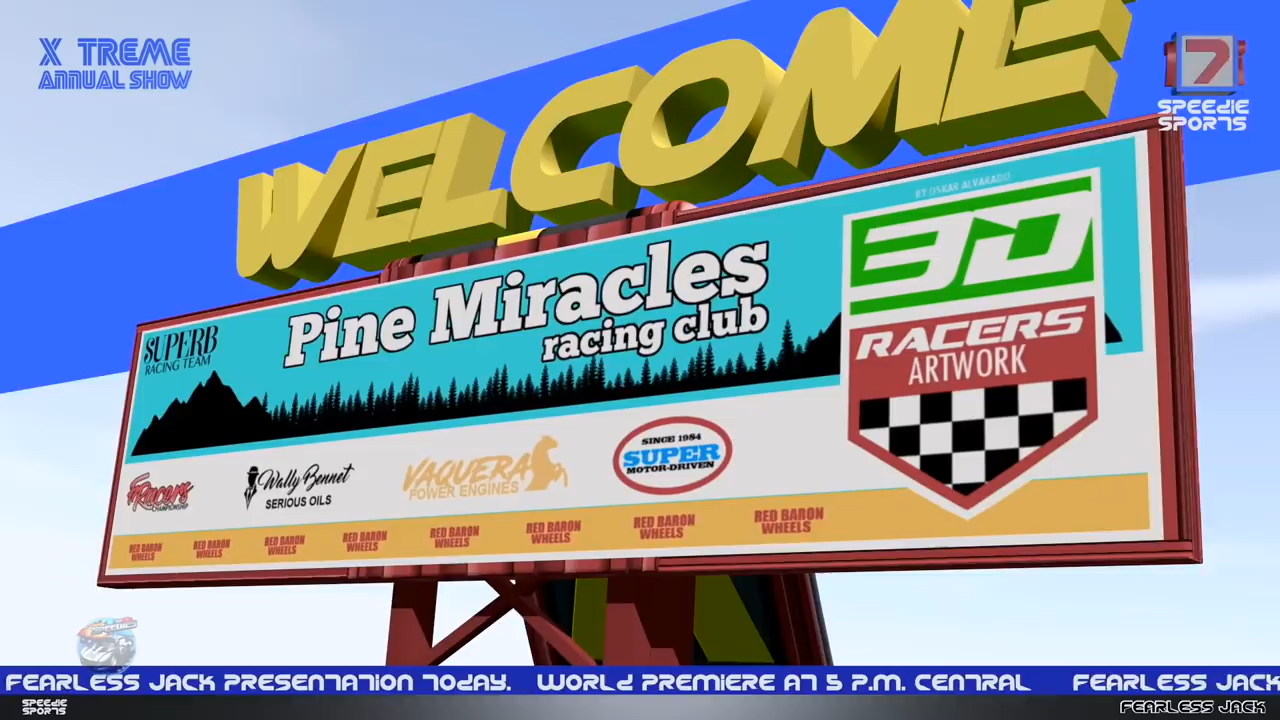 X TREME
ANNUAL SHOW
7
SPEEDIE
SPORTS
WELCOME
BY OSKAR ALVARADO
3D
RACERS
ARTWORK
SUPERB
RACING TEAM
Pine Miracles
racing club
Racers
CHAMPIONSHIP
Wally Bennet
SERIOUS OILS
VAQUERA
POWER ENGINES
SINCE 1984
SUPER
MOTOR-DRIVEN
RED BARON
WHEELS
RED BARON
WHEELS
RED BARON
WHEELS
RED BARON
WHEELS
RED BARON
WHEELS
RED BARON
WHEELS
RED BARON
WHEELS
RED BARON
WHEELS
FEARLESS JACK PRESENTATION TODAY. WORLD PREMIERE AT 5 P.M. CENTRAL FEARLESS JACK
SPEEDIE
SPORTS
FEARLESS JACK